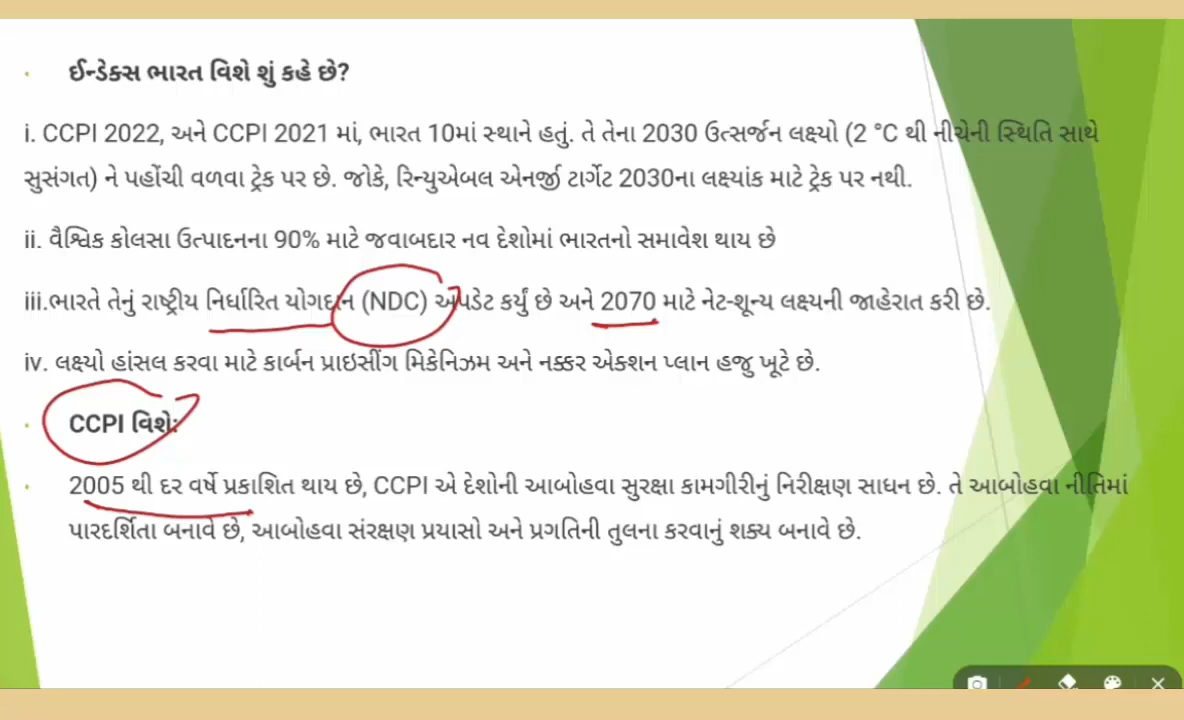 ઈન્ડેક્સ ભારત વિશે શું કહે છે?
i. CCPI 2022, અને CCPI 2021 માં, ભારત 10માં સ્થાને હતું. તે તેના 2030 ઉત્સર્જન લક્ષ્યો (2 °C થી નીચેની સ્થિતિ સાથે
સુસંગત) ને પહોંચી વળવા ટ્રેક પર છે. જોકે, રિન્યુએબલ એનર્જી ટાર્ગેટ 2030ના લક્ષ્યાંક માટે ટ્રેક પર નથી.
ii. વૈશ્વિક કોલસા ઉત્પાદનના 90% માટે જવાબદાર નવ દેશોમાં ભારતનો સમાવેશ થાય છે
iii.ભારતે તેનું રાષ્ટ્રીય નિર્ધારિત યોગદાન (NDC) અપડેટ કર્યું છે અને 2070 માટે નેટ-શૂન્ય લક્ષ્યની જાહેરાત કરી છે.
iv. લક્ષ્યો હાંસલ કરવા માટે કાર્બન પ્રાઇસીંગ મિકેનિઝમ અને નક્કર એક્શન પ્લાન હજુ ખૂટે છે.
CCPI વિશે:
2005 થી દર વર્ષે પ્રકાશિત થાય છે, CCPI એ દેશોની આબોહવા સુરક્ષા કામગીરીનું નિરીક્ષણ સાધન છે. તે આબોહવા નીતિમાં
પારદર્શિતા બનાવે છે, આબોહવા સંરક્ષણ પ્રયાસો અને પ્રગતિની તુલના કરવાનું શક્ય બનાવે છે.